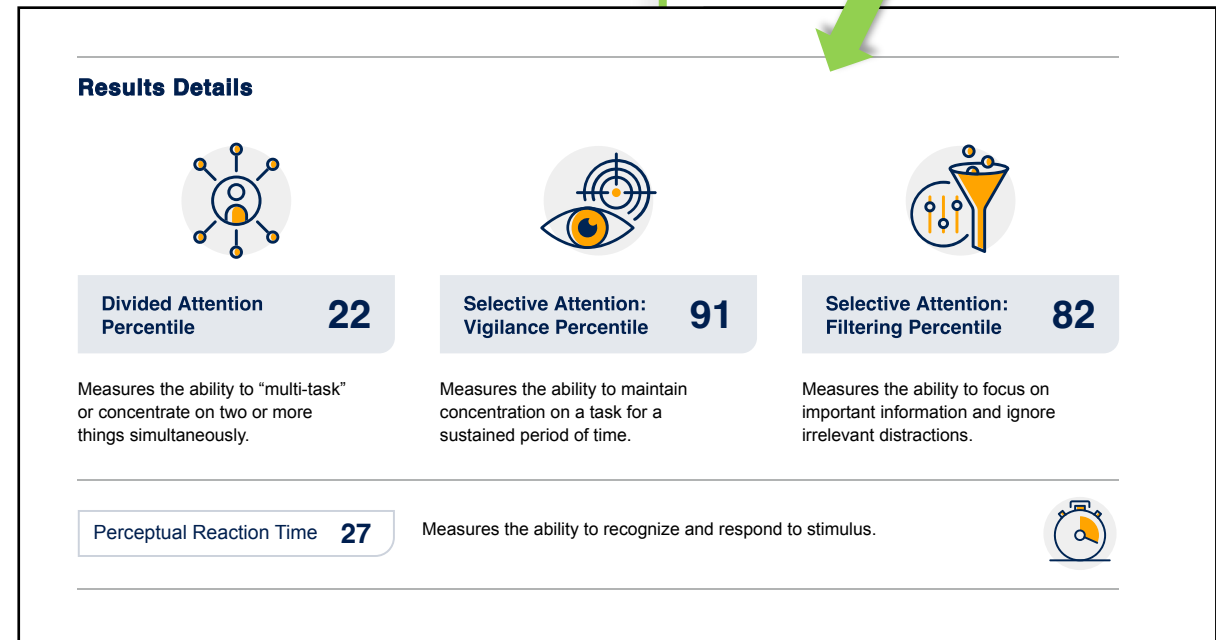 Results Details
Divided Attention
Percentile
22
Selective Attention:
Vigilance Percentile
91
Selective Attention:
Filtering Percentile
82
Measures the ability to “multi-task”
or concentrate on two or more
things simultaneously.
Measures the ability to maintain
concentration on a task for a
sustained period of time.
Measures the ability to focus on
important information and ignore
irrelevant distractions.
Perceptual Reaction Time 27
Measures the ability to recognize and respond to stimulus.